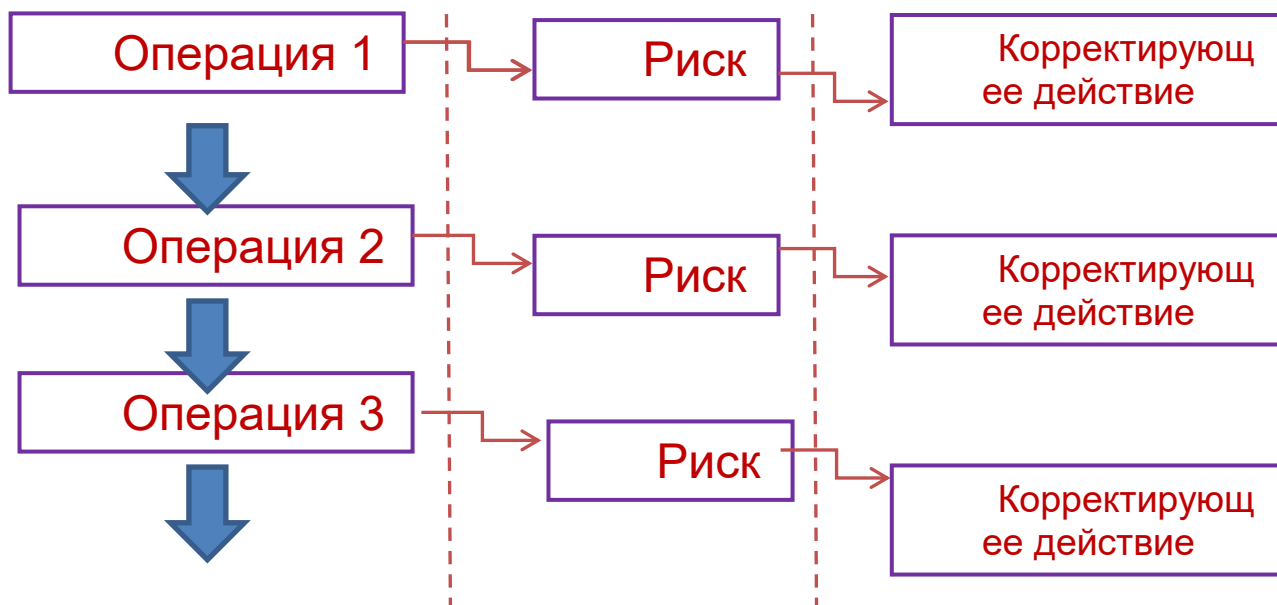 Операция 1
Риск
Корректирующ
ее действие
Операция 2
Риск
Корректирующ
ее действие
Операция 3
Риск
Корректирующ
ее действие